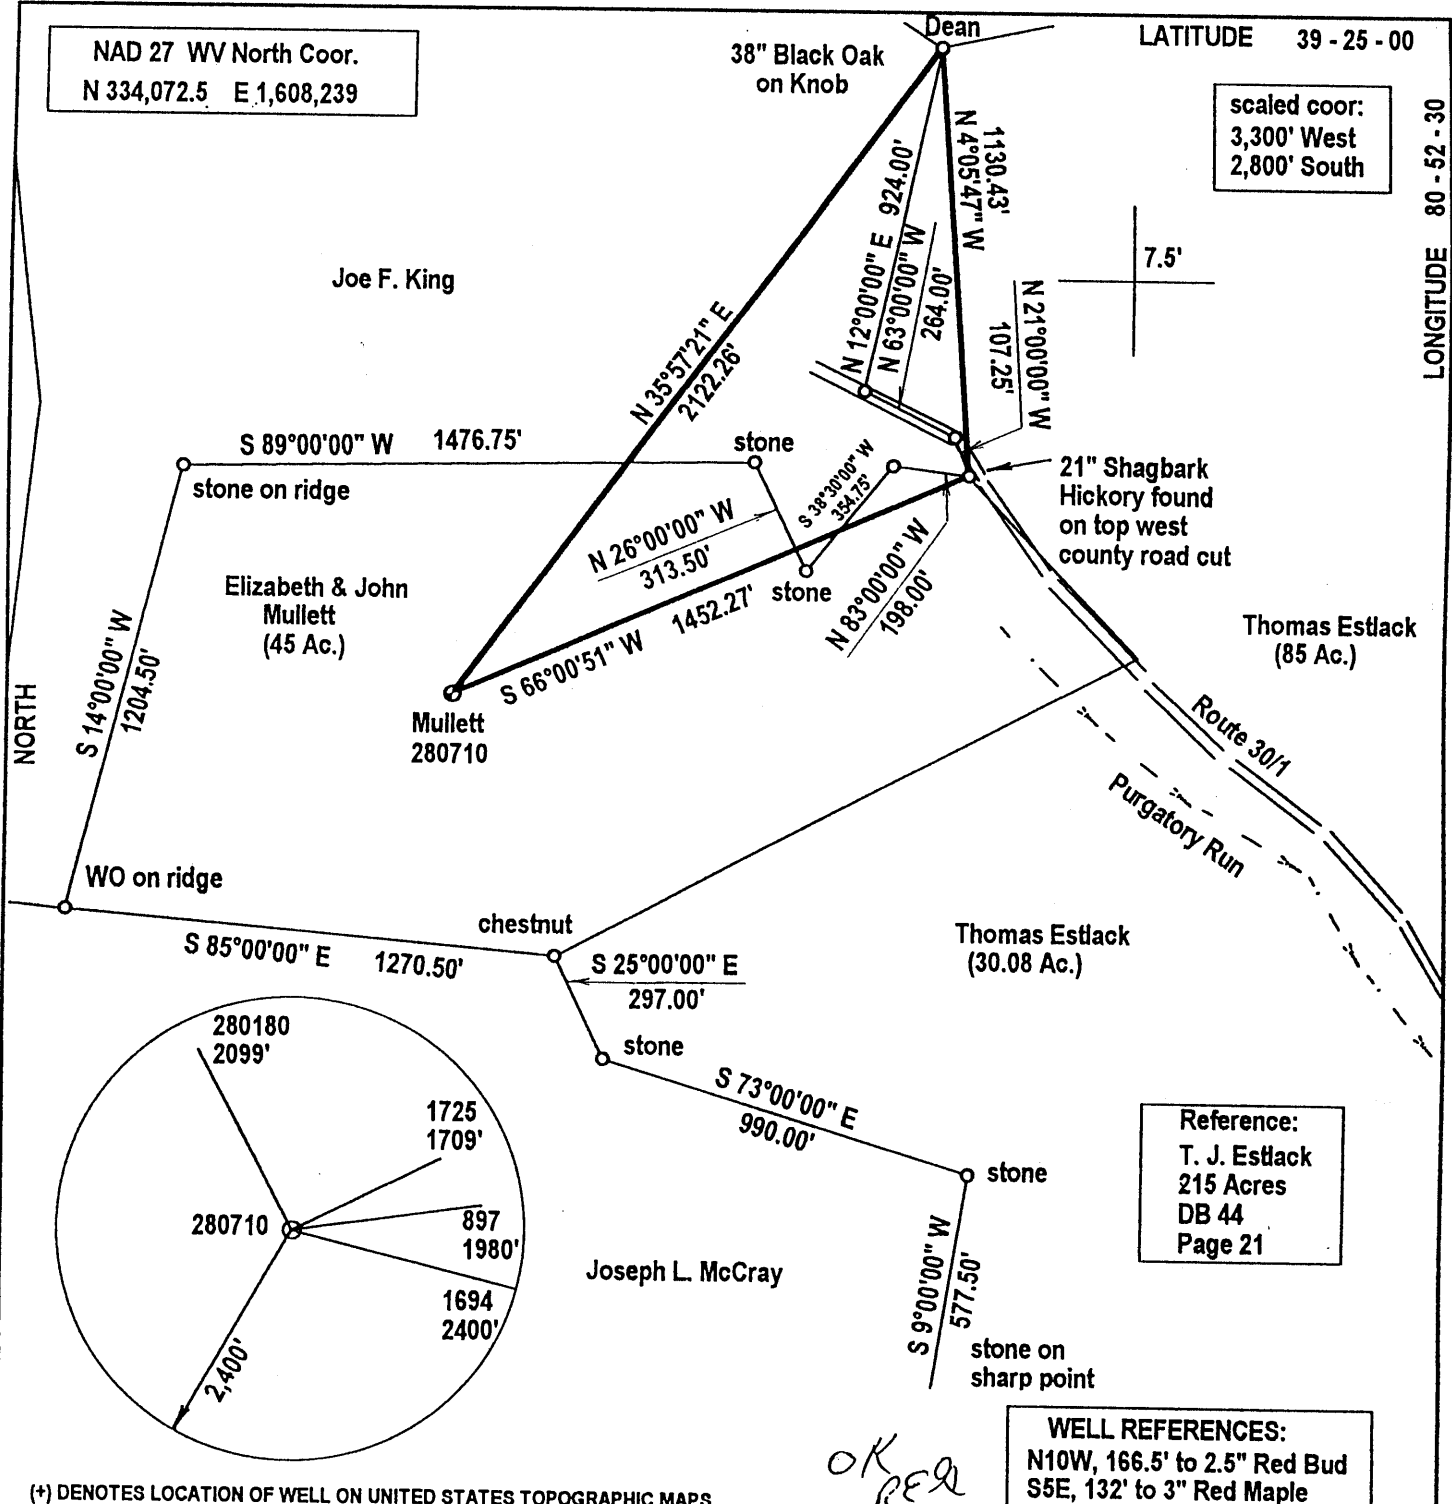 NAD 27 WV North Coor.
N 334,072.5 E 1,608,239
Dean
38" Black Oak
on Knob
LATITUDE 39 - 25 - 00
scaled coor:
3,300' West
2,800' South
LONGITUDE 80 - 52 - 30
7.5'
Joe F. King
N 35°57'21" E
2122.26'
N 12°00'00" E 924.00'
N 63°00'00" W
264.00'
1130.43'
N 4°05'47" W
N 21°00'00" W
107.25'
S 89°00'00" W 1476.75'
stone
stone on ridge
S 38°30'00" W
354.75'
21" Shagbark
Hickory found
on top west
county road cut
N 26°00'00" W
313.50'
stone
N 83°00'00" W
198.00'
Elizabeth & John
Mullett
(45 Ac.)
S 66°00'51" W 1452.27'
Thomas Estlack
(85 Ac.)
S 14°00'00" W
1204.50'
NORTH
Mullett
280710
Route 30/1
Purgatory Run
WO on ridge
S 85°00'00" E 1270.50'
chestnut
S 25°00'00" E
297.00'
Thomas Estlack
(30.08 Ac.)
stone
S 73°00'00" E
990.00'
stone
280180
2099'
1725
1709'
280710
897
1980'
1694
2400'
2,400'
Joseph L. McCray
Reference:
T. J. Estlack
215 Acres
DB 44
Page 21
S 9°00'00" W
577.50'
stone on
sharp point
WELL REFERENCES:
N10W, 166.5' to 2.5" Red Bud
S5E, 132' to 3" Red Maple
OK
(+) DENOTES LOCATION OF WELL ON UNITED STATES TOPOGRAPHIC MAPS